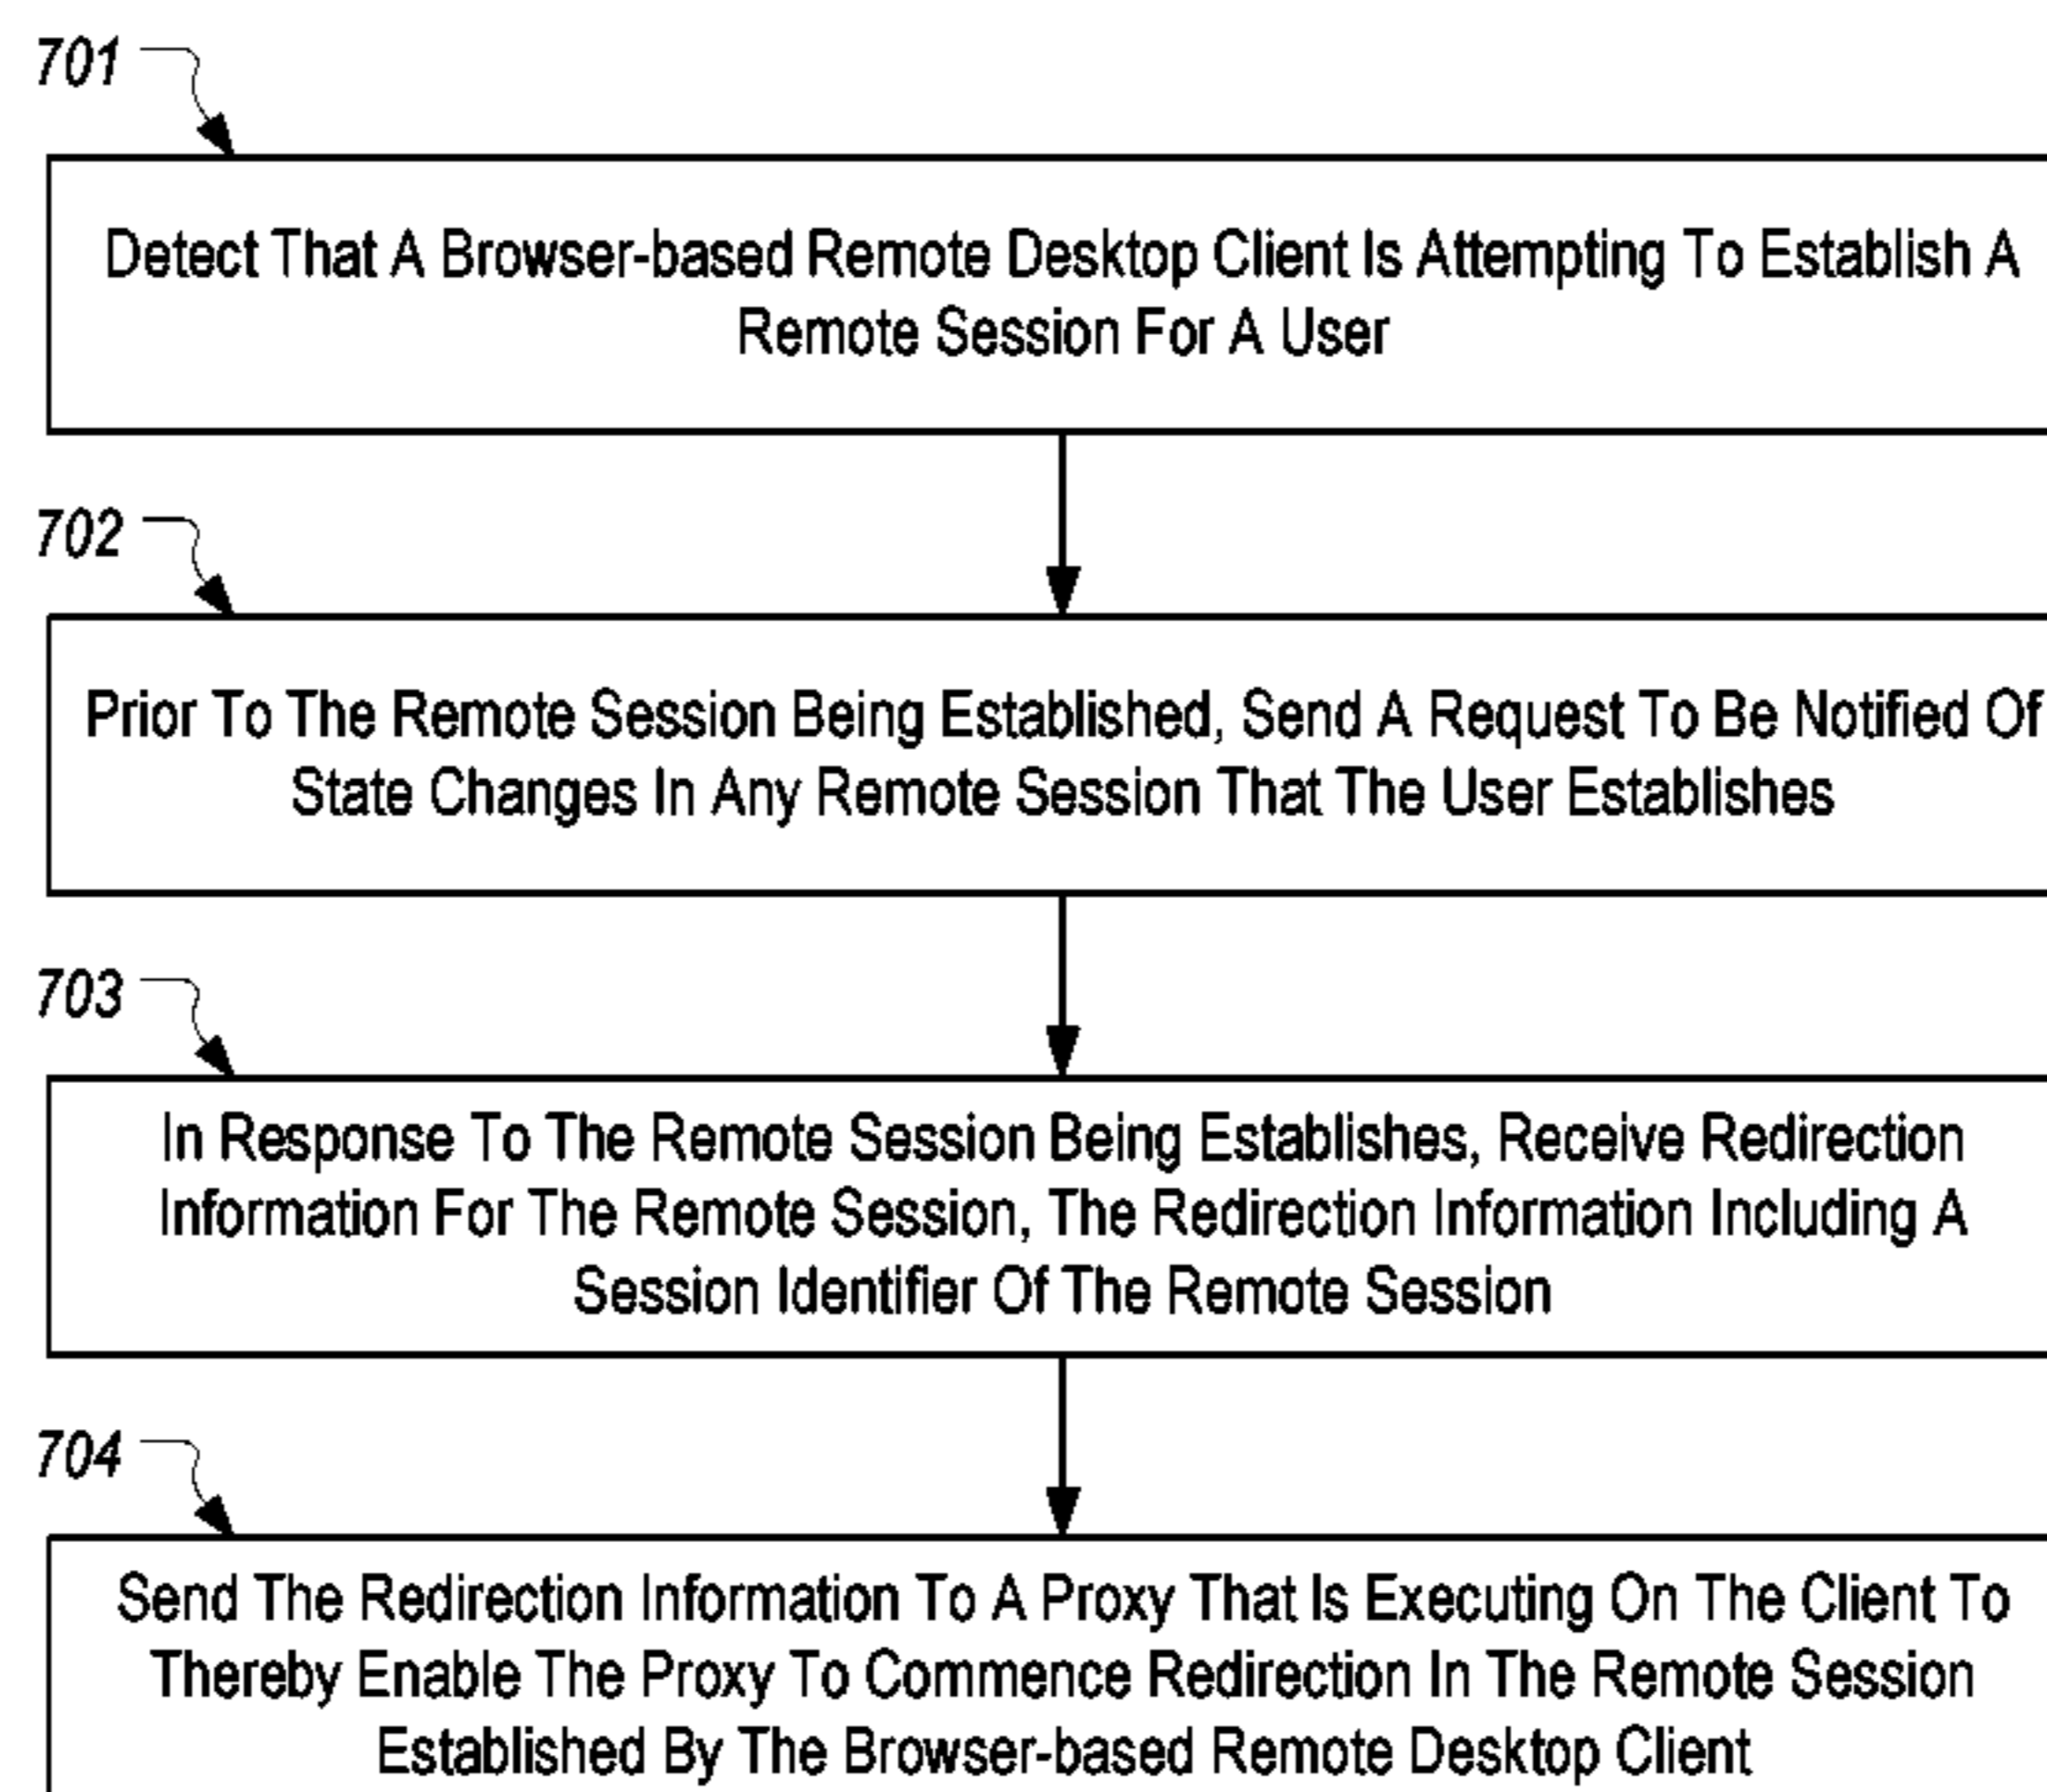 701
Detect That A Browser-based Remote Desktop Client Is Attempting To Establish A
Remote Session For A User
702
Prior To The Remote Session Being Established, Send A Request To Be Notified Of
State Changes In Any Remote Session That The User Establishes
703
In Response To The Remote Session Being Establishes, Receive Redirection
Information For The Remote Session, The Redirection Information Including A
Session Identifier Of The Remote Session
704
Send The Redirection Information To A Proxy That Is Executing On The Client To
Thereby Enable The Proxy To Commence Redirection In The Remote Session
Established By The Browser-based Remote Desktop Client